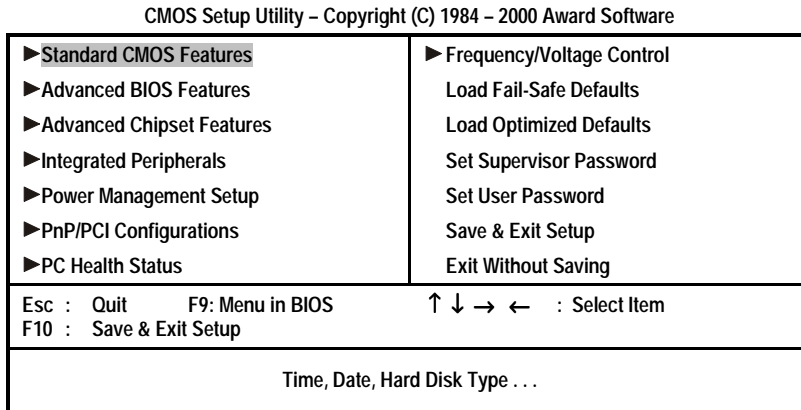 CMOS Setup Utility – Copyright (C) 1984 – 2000 Award Software
►Standard CMOS Features
►Advanced BIOS Features
►Advanced Chipset Features
►Integrated Peripherals
►Power Management Setup
►PnP/PCI Configurations
►PC Health Status
►Frequency/Voltage Control
Load Fail-Safe Defaults
Load Optimized Defaults
Set Supervisor Password
Set User Password
Save & Exit Setup
Exit Without Saving
Esc : Quit F9: Menu in BIOS ↑ ↓ → ← : Select Item
F10 : Save & Exit Setup
Time, Date, Hard Disk Type . . .